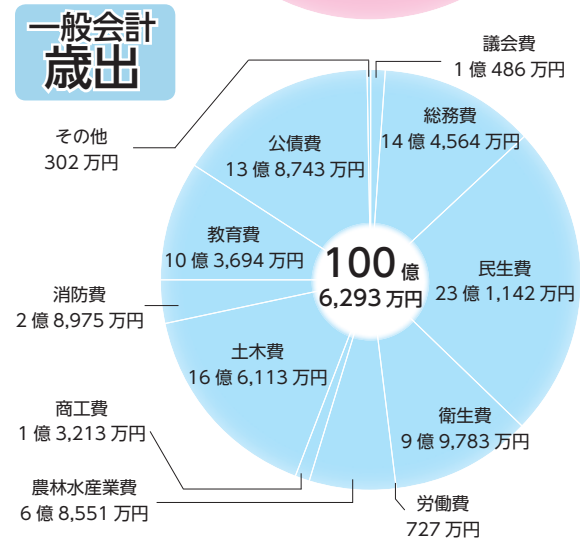 一般会計
歳出
議会費
1億486万円
総務費
14億4,564万円
民生費
23億1,142万円
衛生費
9億9,783万円
労働費
727万円
農林水産業費
6億8,551万円
商工費
1億3,213万円
土木費
16億6,113万円
消防費
2億8,975万円
教育費
10億3,694万円
公債費
13億8,743万円
その他
302万円
100億
6,293万円